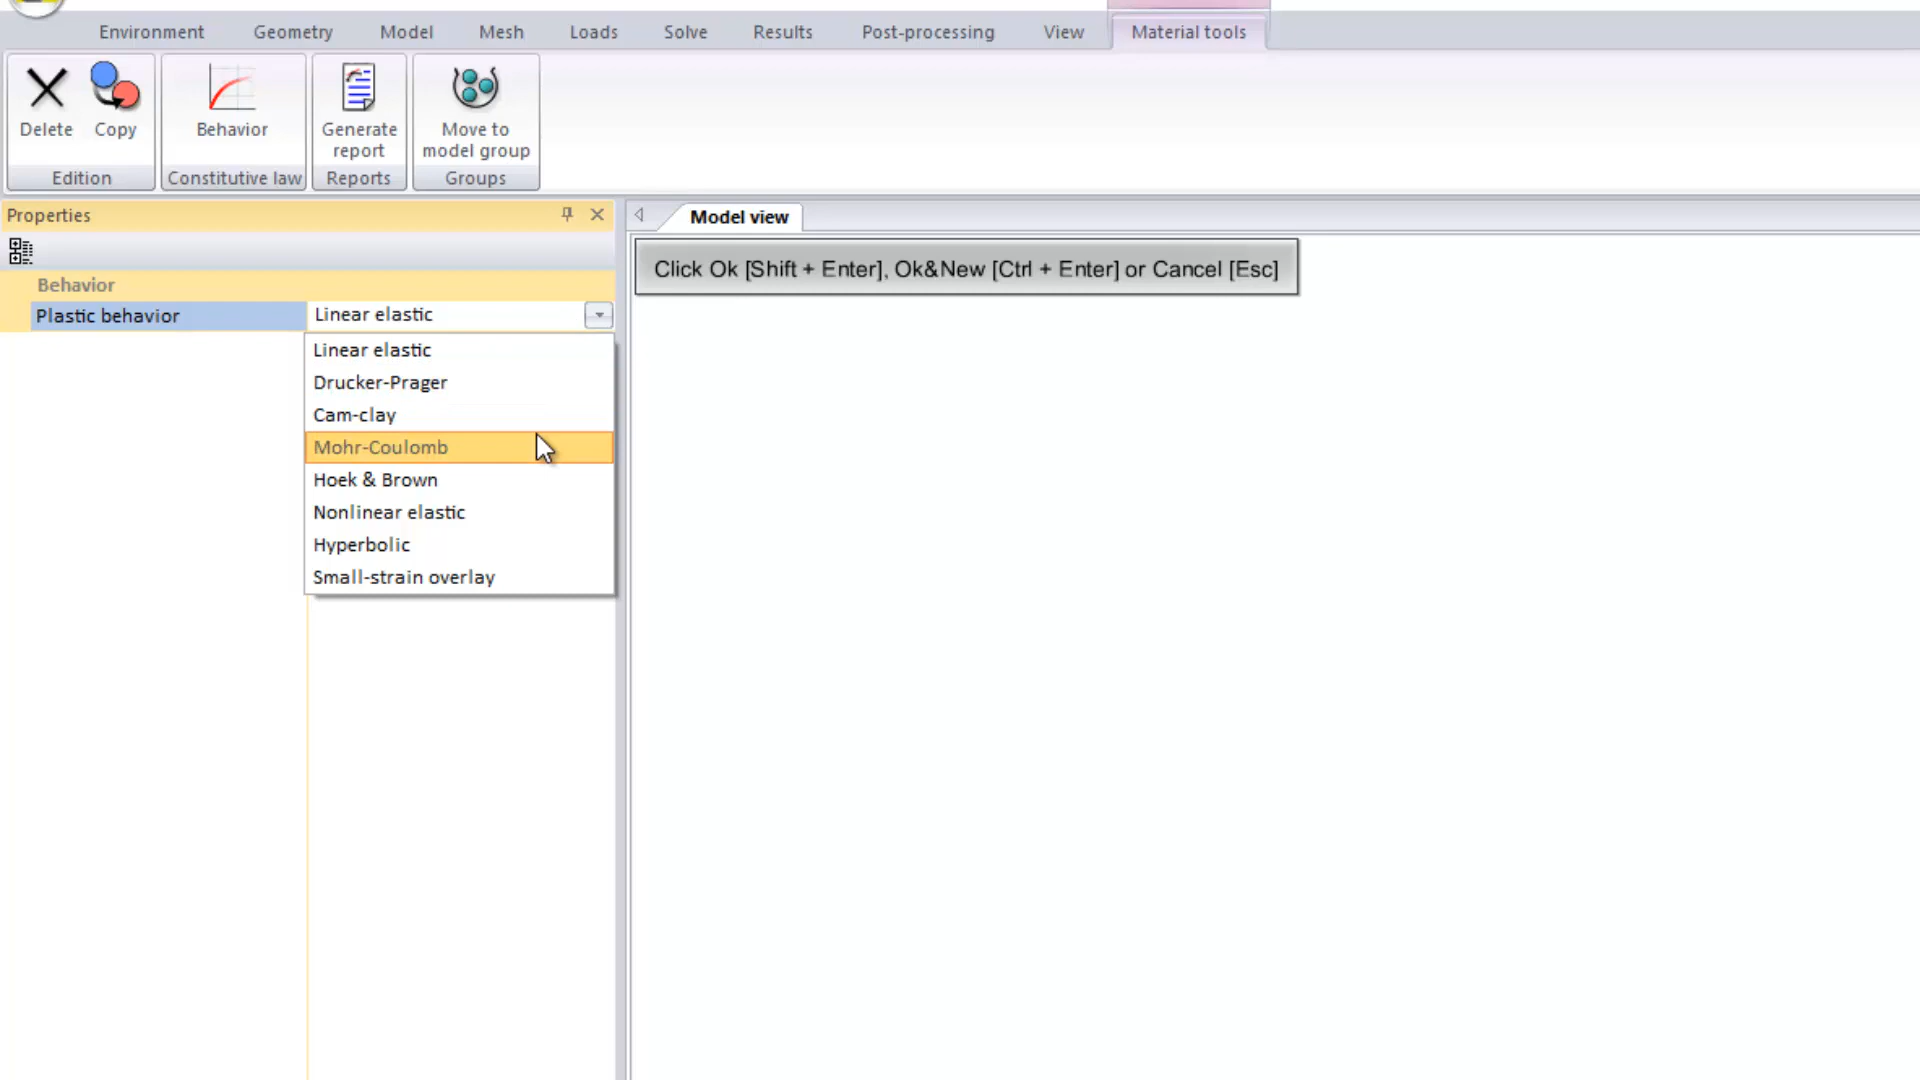 Environment Geometry Model Mesh Loads Solve Results Post-processing View Material tools
Delete Copy Behavior Generate report Move to model group
Edition Constitutive law Reports Groups
Properties
Model view
Click Ok [Shift + Enter], Ok&New [Ctrl + Enter] or Cancel [Esc]
Behavior
Plastic behavior Linear elastic
Linear elastic
Drucker-Prager
Cam-clay
Mohr-Coulomb
Hoek & Brown
Nonlinear elastic
Hyperbolic
Small-strain overlay